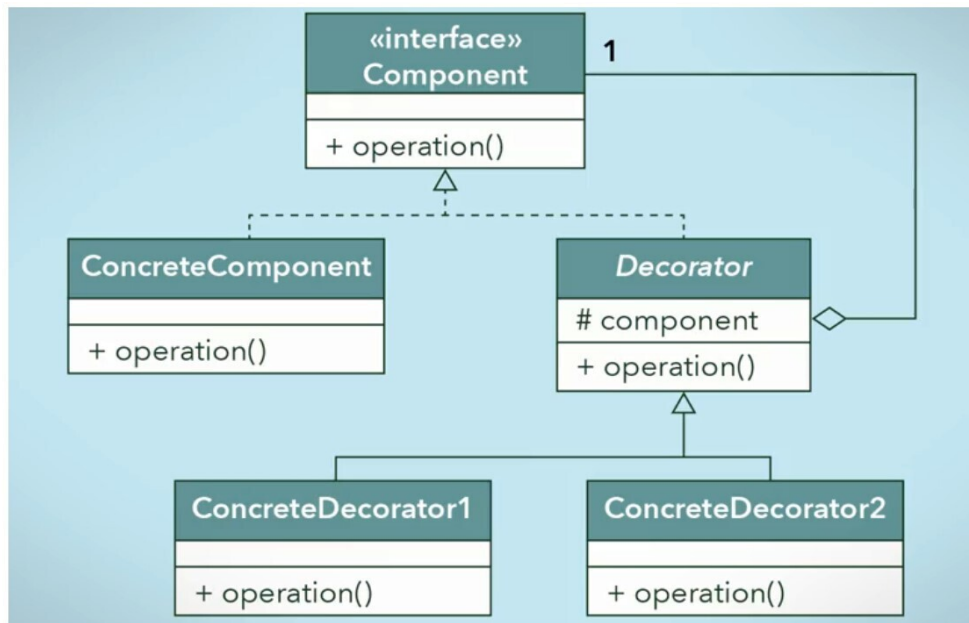 «interface»
Component
1
+ operation()
ConcreteComponent
+ operation()
Decorator
# component
+ operation()
ConcreteDecorator1
+ operation()
ConcreteDecorator2
+ operation()